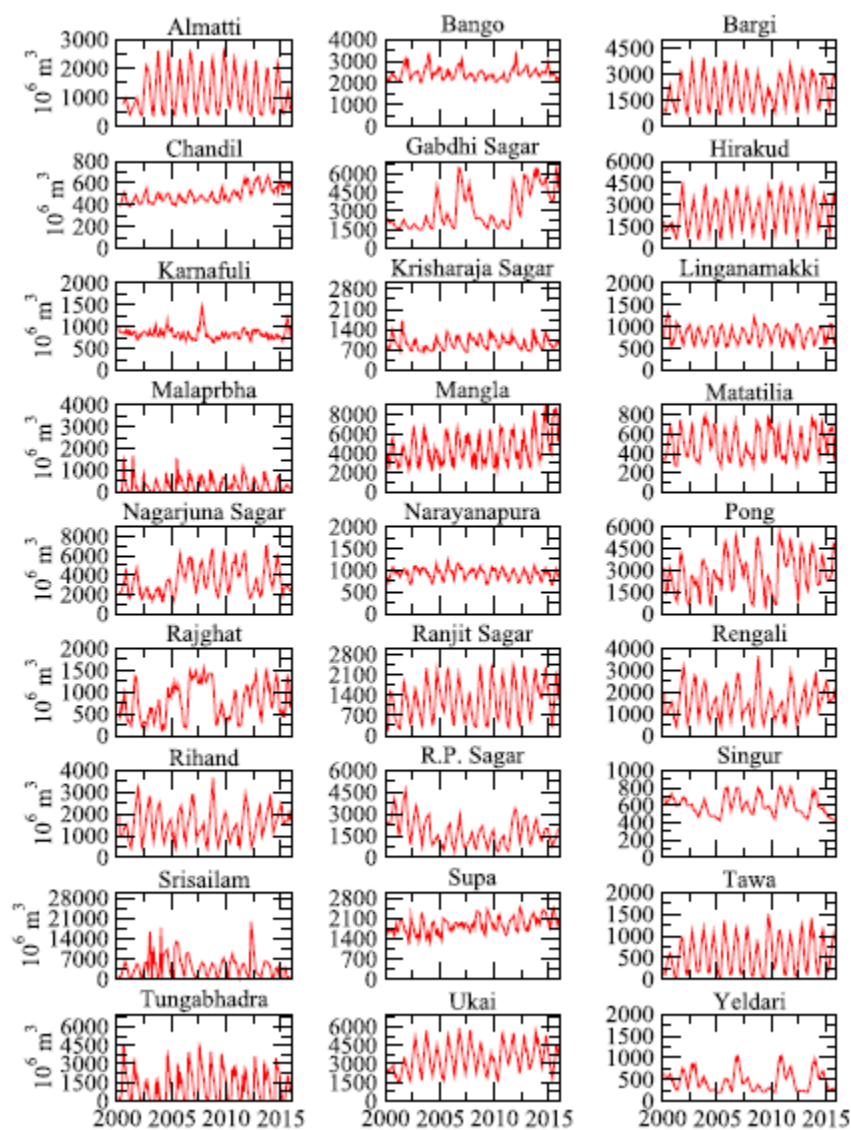 Almatti Bango Bargi
3000 4000 4500
2000 3000 3000
1000 2000 1500
0 1000 0
0
10⁶ m³
Chandil Gabdhi Sagar Hirakud
800 6000 6000
600 4500 4500
400 3000 3000
200 1500 1500
0 0 0
10⁶ m³
Karnafuli Krisharaja Sagar Linganamakki
2000 2800 2000
1500 2100 1500
1000 1400 1000
500 700 500
0 0 0
10⁶ m³
Malaprbha Mangla Matatilia
4000 8000 800
3000 6000 600
2000 4000 400
1000 2000 200
0 0 0
10⁶ m³
Nagarjuna Sagar Narayanapura Pong
8000 2000 6000
6000 1500 4500
4000 1000 3000
2000 500 1500
0 0 0
10⁶ m³
Rajghat Ranjit Sagar Rengali
2000 2800 4000
1500 2100 3000
1000 1400 2000
500 700 1000
0 0 0
10⁶ m³
Rihand R.P. Sagar Singur
4000 6000 1000
3000 4500 800
2000 3000 600
1000 1500 400
0 0 200
0
10⁶ m³
Srisailam Supa Tawa
28000 2800 2000
21000 2100 1500
14000 1400 1000
7000 700 500
0 0 0
10⁶ m³
Tungabhadra Ukai Yeldari
6000 6000 2000
4500 4500 1500
3000 3000 1000
1500 1500 500
0 0 0
10⁶ m³
2000 2005 2010 2015 2000 2005 2010 2015 2000 2005 2010 2015